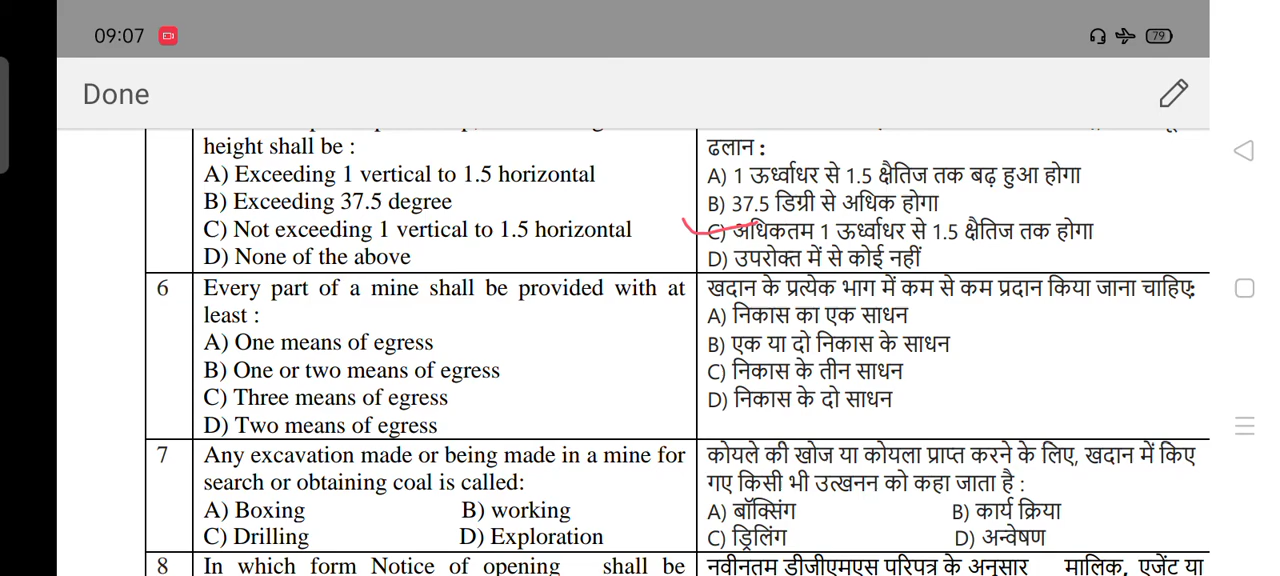 09:07
79
Done
height shall be :
A) Exceeding 1 vertical to 1.5 horizontal
B) Exceeding 37.5 degree
C) Not exceeding 1 vertical to 1.5 horizontal
D) None of the above
ढलान :
A) 1 ऊर्ध्वाधर से 1.5 क्षैतिज तक बढ़ हुआ होगा
B) 37.5 डिग्री से अधिक होगा
C) अधिकतम 1 ऊर्ध्वाधर से 1.5 क्षैतिज तक होगा
D) उपरोक्त में से कोई नहीं
6
Every part of a mine shall be provided with at
least :
A) One means of egress
B) One or two means of egress
C) Three means of egress
D) Two means of egress
खदान के प्रत्येक भाग में कम से कम प्रदान किया जाना चाहिए:
A) निकास का एक साधन
B) एक या दो निकास के साधन
C) निकास के तीन साधन
D) निकास के दो साधन
7
Any excavation made or being made in a mine for
search or obtaining coal is called:
A) Boxing B) working
C) Drilling D) Exploration
कोयले की खोज या कोयला प्राप्त करने के लिए, खदान में किए
गए किसी भी उत्खनन को कहा जाता है :
A) बॉक्सिंग B) कार्य क्रिया
C) ड्रिलिंग D) अन्वेषण
8
In which form Notice of opening shall be
नवीनतम डीजीएमएस परिपत्र के अनुसार मालिक, एजेंट या